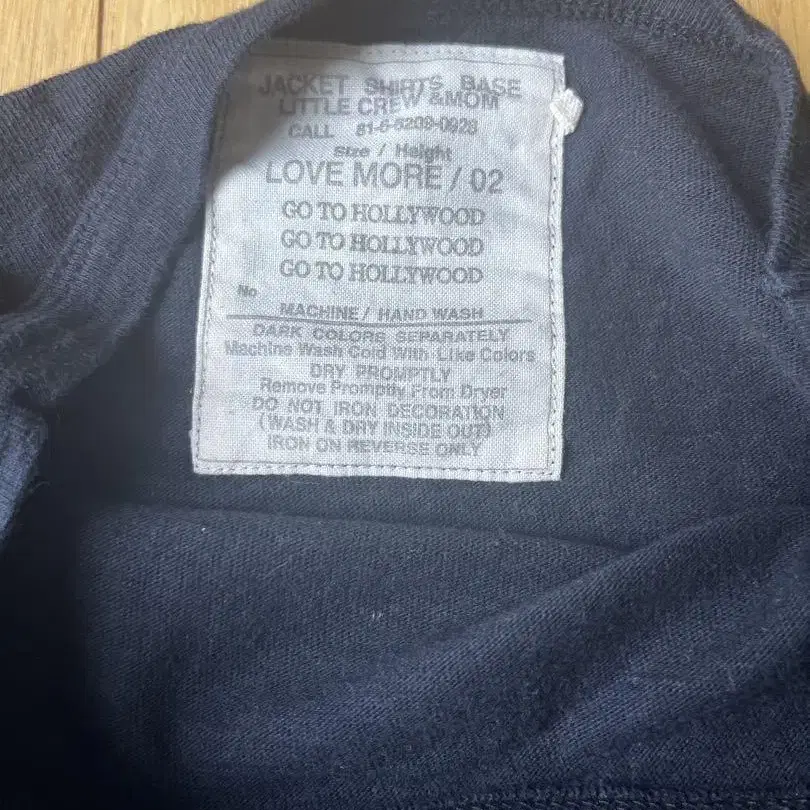 JACKET SHIRTS BASE
LITTLE CREW &MOM
CALL 81-6-5209-0928
Size / Height
LOVE MORE / 02
GO TO HOLLYWOOD
GO TO HOLLYWOOD
GO TO HOLLYWOOD
No
MACHINE / HAND WASH
DARK COLORS SEPARATELY
Machine Wash Cold With Like Colors
DRY PROMPTLY
Remove Promptly From Dryer
DO NOT IRON DECORATION
(WASH & DRY INSIDE OUT)
IRON ON REVERSE ONLY